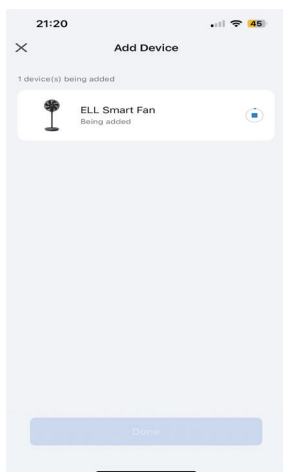 21:20
45
Add Device
1 device(s) being added
ELL Smart Fan
Being added
Done